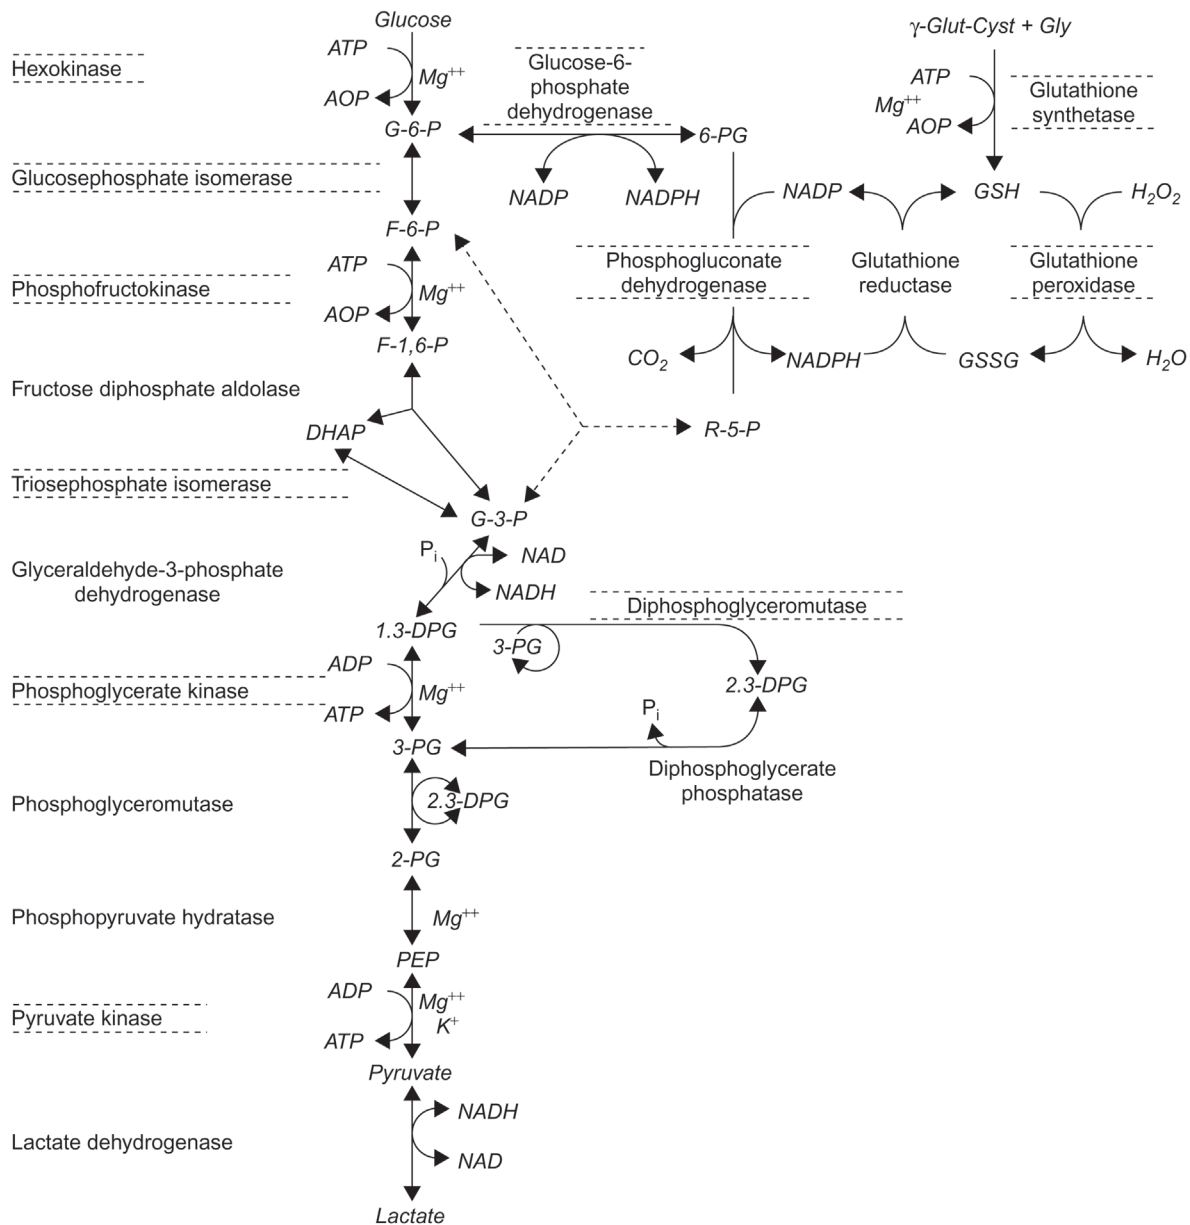 Glucose
ATP
Hexokinase
Mg++
AOP
G-6-P
Glucose-6-
phosphate
dehydrogenase
6-PG
NADP
NADPH
γ-Glut-Cyst + Gly
ATP
Mg++
AOP
Glutathione
synthetase
Glucosephosphate isomerase
NADP
GSH
H2O2
F-6-P
ATP
Phosphofructokinase
Mg++
AOP
F-1,6-P
Phosphogluconate
dehydrogenase
Glutathione
reductase
Glutathione
peroxidase
CO2
NADPH
GSSG
H2O
Fructose diphosphate aldolase
DHAP
R-5-P
Triosephosphate isomerase
G-3-P
Pi
NAD
Glyceraldehyde-3-phosphate
dehydrogenase
NADH
Diphosphoglyceromutase
1.3-DPG
3-PG
ADP
Phosphoglycerate kinase
Mg++
ATP
2.3-DPG
Pi
3-PG
Diphosphoglycerate
phosphatase
Phosphoglyceromutase
2.3-DPG
2-PG
Phosphopyruvate hydratase
Mg++
PEP
ADP
Mg++
Pyruvate kinase
K+
ATP
Pyruvate
NADH
Lactate dehydrogenase
NAD
Lactate